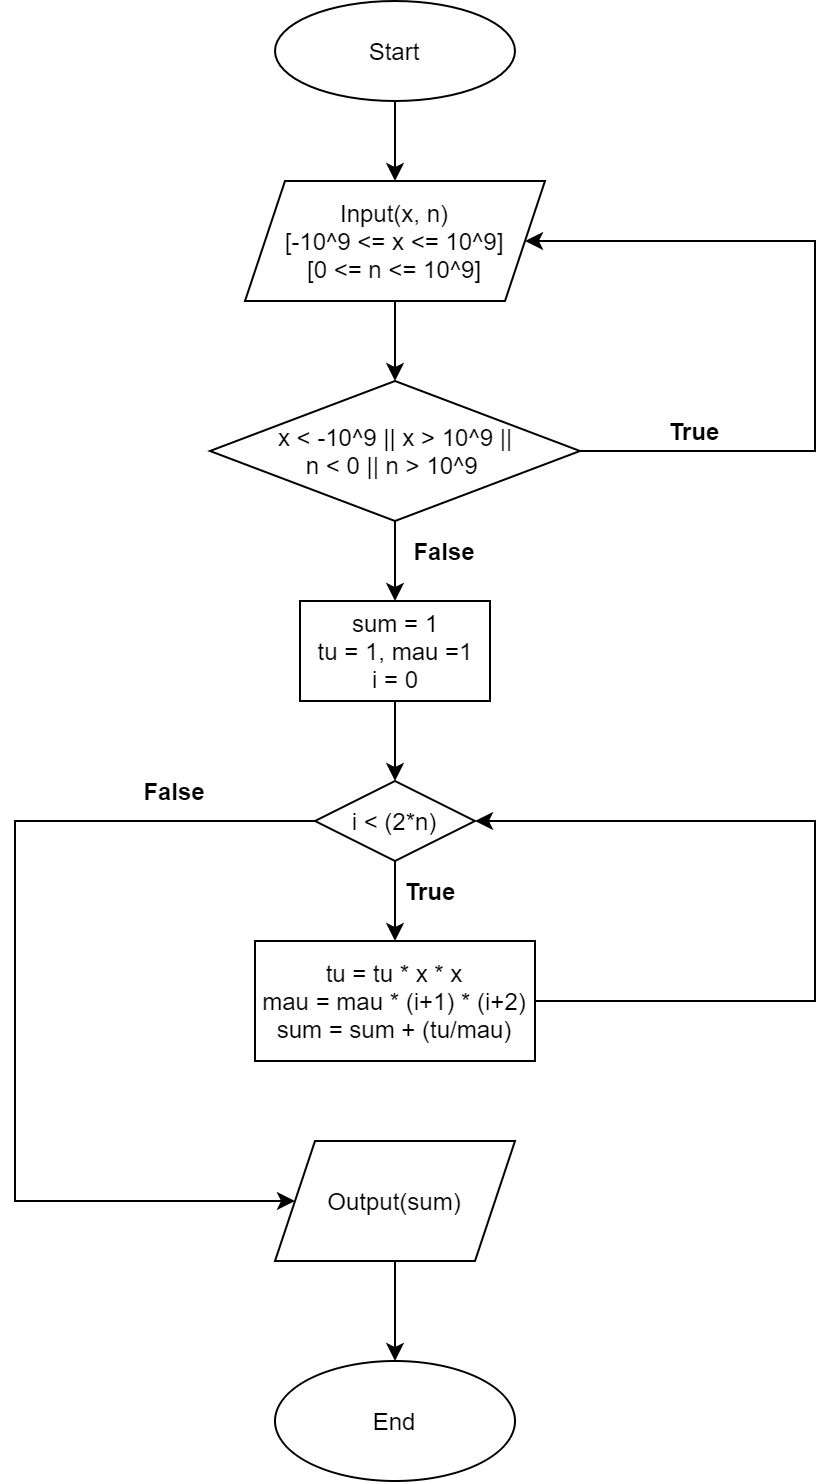 Start
Input(x, n)
[-10^9 <= x <= 10^9]
[0 <= n <= 10^9]
x < -10^9 || x > 10^9 ||
n < 0 || n > 10^9
True
False
sum = 1
tu = 1, mau =1
i = 0
False
i < (2*n)
True
tu = tu * x * x
mau = mau * (i+1) * (i+2)
sum = sum + (tu/mau)
Output(sum)
End